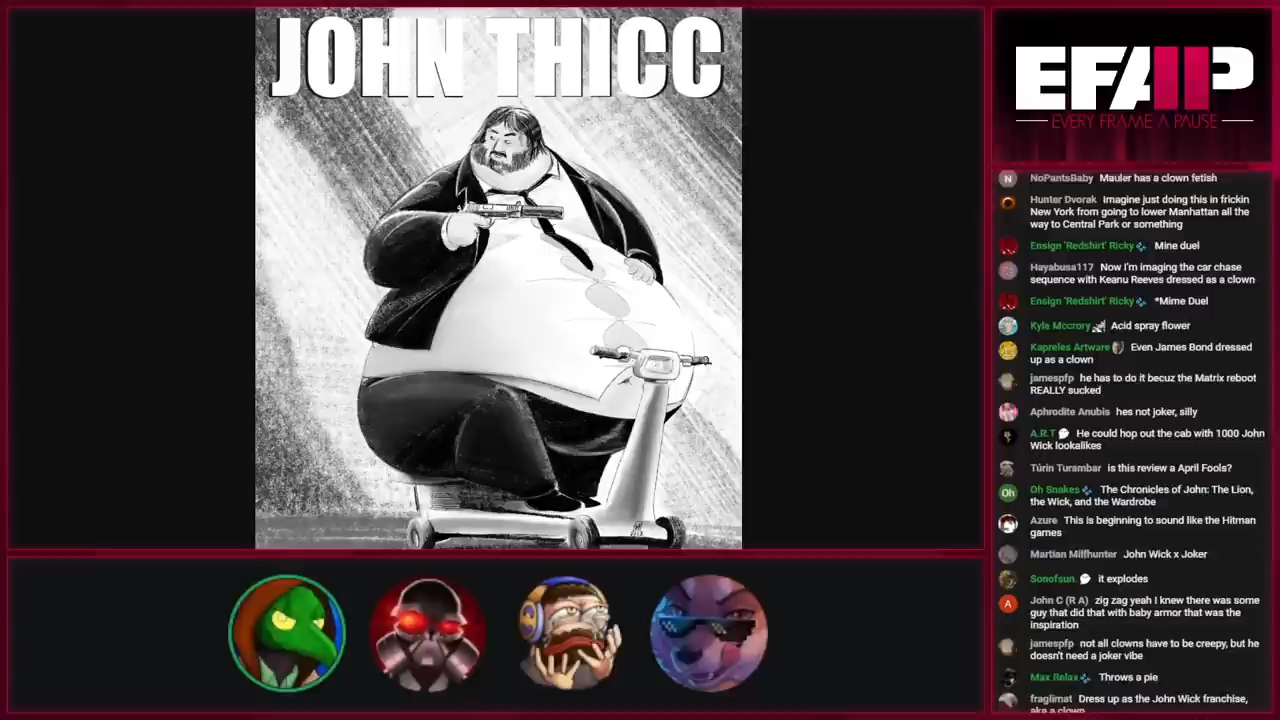 JOHN THICC
EFAP
EVERY FRAME A PAUSE
N NoPantsBaby Mauler has a clown fetish
Hunter Dvorak Imagine just doing this in frickin
New York from going to lower Manhattan all the
way to Central Park or something
Ensign 'Redshirt' Ricky Mine duel
Hayabusa117 Now I'm imaging the car chase
sequence with Keanu Reeves dressed as a clown
Ensign 'Redshirt' Ricky *Mime Duel
Kyle Mccrory Acid spray flower
Kapreles Artware Even James Bond dressed
up as a clown
jamespfp he has to do it becuz the Matrix reboot
REALLY sucked
Aphrodite Anubis hes not joker, silly
A.R.T He could hop out the cab with 1000 John
Wick lookalikes
Túrin Turambar is this review a April Fools?
Oh Oh Snakes The Chronicles of John: The Lion,
the Wick, and the Wardrobe
Azure This is beginning to sound like the Hitman
games
Martian Milfhunter John Wick x Joker
Sonofsun. it explodes
A John C (R A) zig zag yeah I knew there was some
guy that did that with baby armor that was the
inspiration
jamespfp not all clowns have to be creepy, but he
doesn't need a joker vibe
Max Relax Throws a pie
fraglimat Dress up as the John Wick franchise,
aka a clown